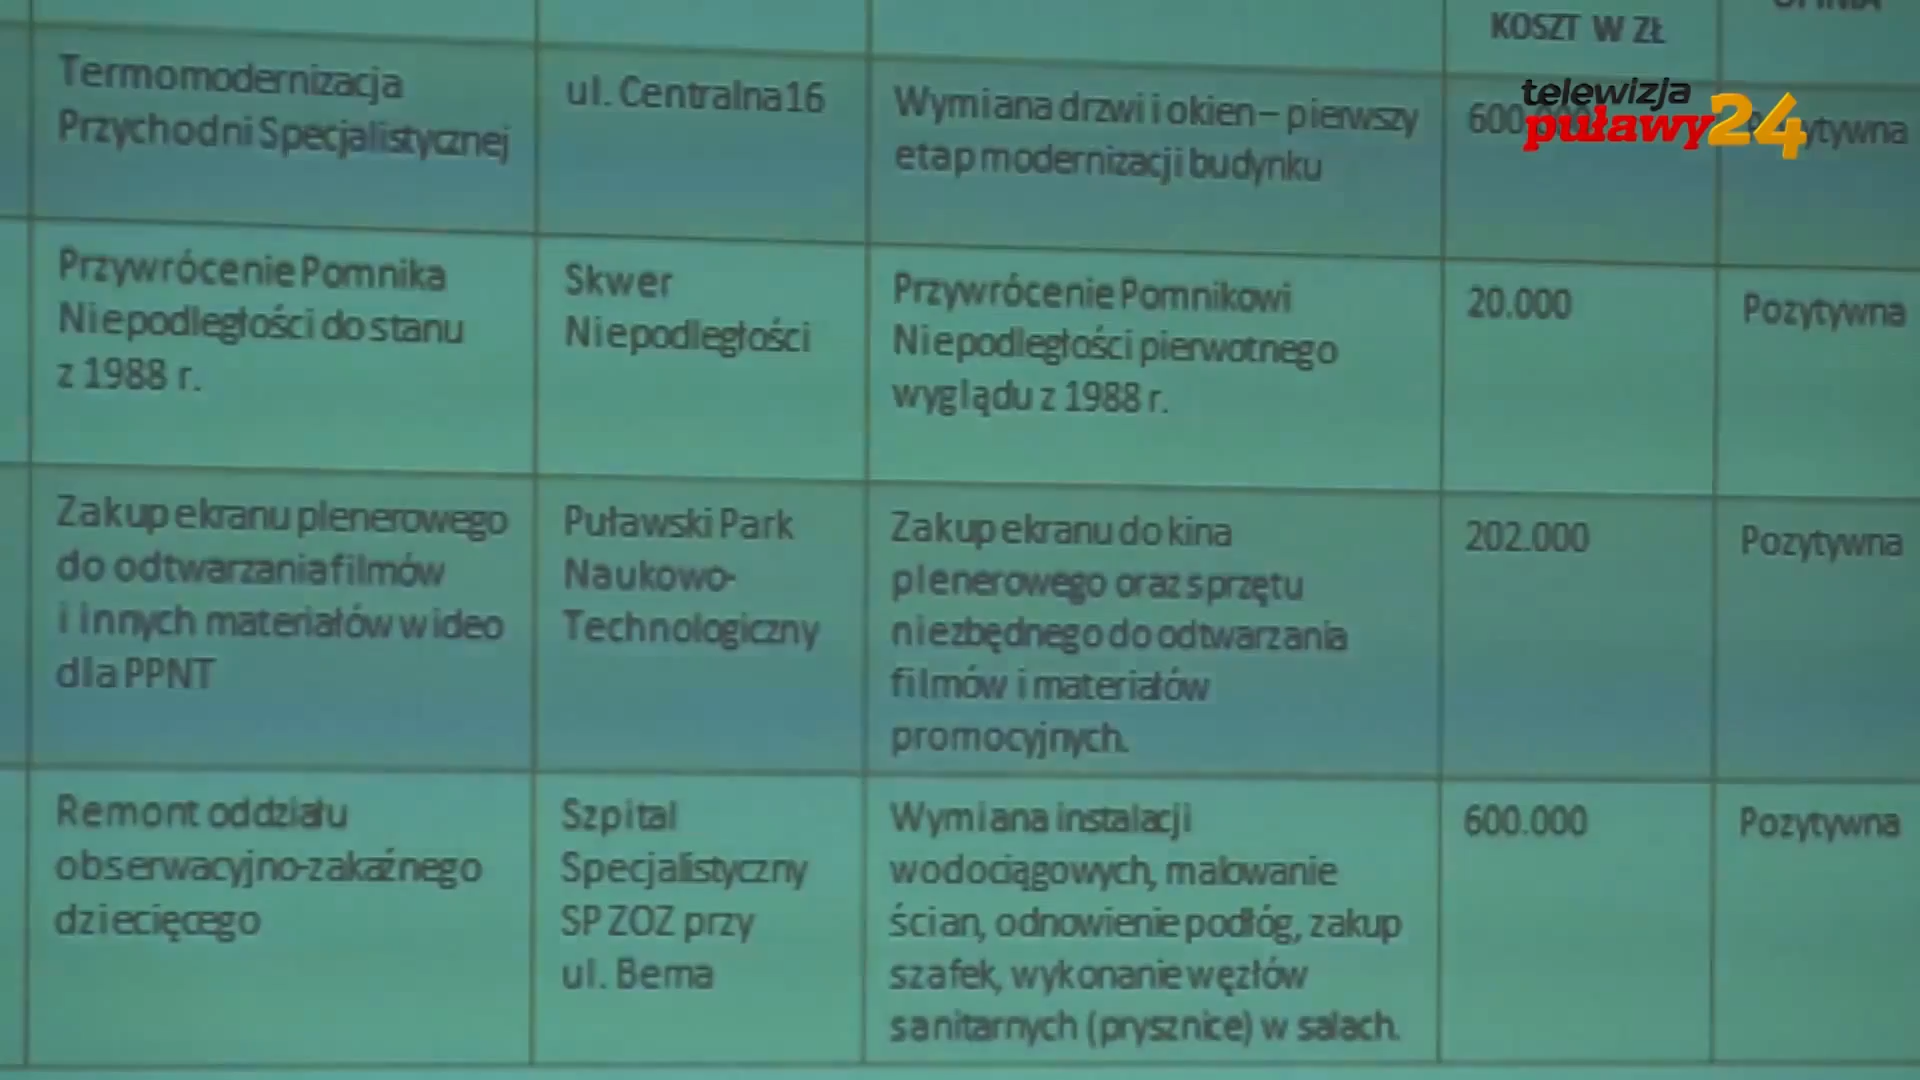 KOSZT W ZŁ
OPINIA
telewizja
puławy24
Termomodernizacja
Przychodni Specjalistycznej
ul. Centralna 16
Wymiana drzwi i okien – pierwszy
etap modernizacji budynku
Przywrócenie Pomnika
Niepodległości do stanu
z 1988 r.
Skwer
Niepodległości
Przywrócenie Pomnikowi
Niepodległości pierwotnego
wyglądu z 1988 r.
20.000
Pozytywna
Zakup ekranu plenerowego
do odtwarzania filmów
i innych materiałów wideo
dla PPNT
Puławski Park
Naukowo-
Technologiczny
Zakup ekranu do kina
plenerowego oraz sprzętu
niezbędnego do odtwarzania
filmów i materiałów
promocyjnych.
202.000
Pozytywna
Remont oddziału
obserwacyjno-zakaźnego
dziecięcego
Szpital
Specjalistyczny
SP ZOZ przy
ul. Bema
Wymiana instalacji
wodociągowych, malowanie
ścian, odnowienie podłóg, zakup
szafek, wykonanie węzłów
sanitarnych (prysznice) w salach.
600.000
Pozytywna